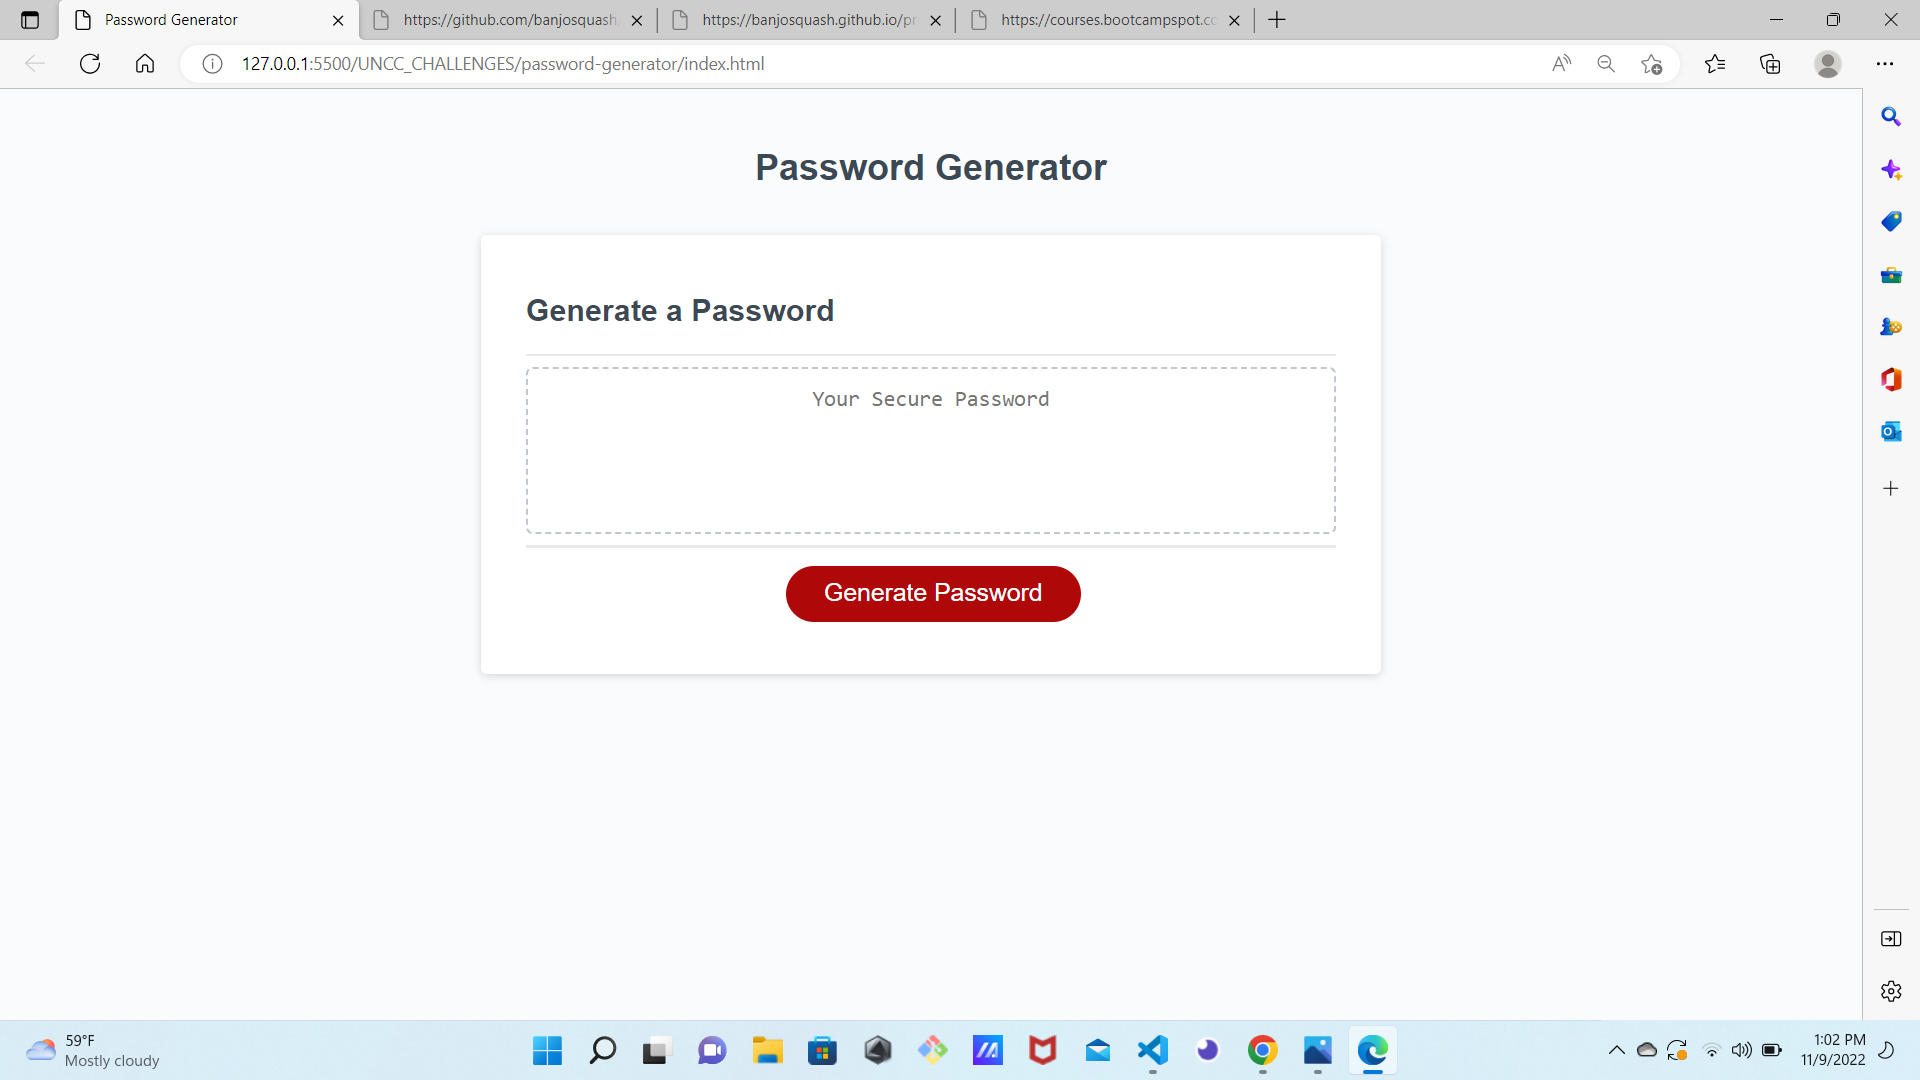 Password Generator
https://github.com/banjosquash
https://banjosquash.github.io/p
https://courses.bootcampspot.c
127.0.0.1:5500/UNCC_CHALLENGES/password-generator/index.html
Password Generator
Generate a Password
Your Secure Password
Generate Password
59°F
Mostly cloudy
1:02 PM
11/9/2022